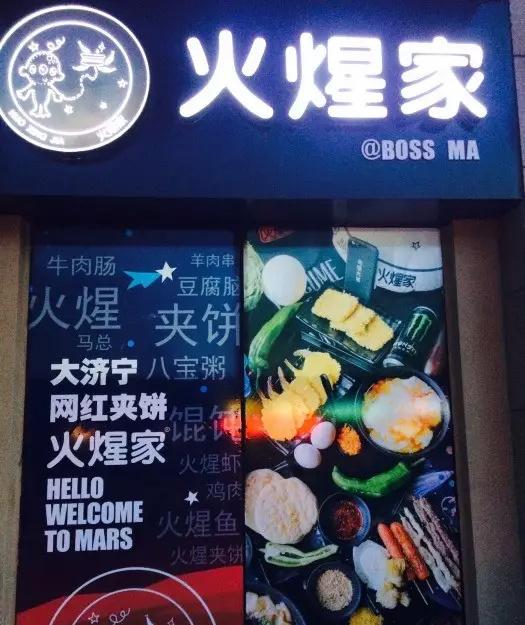 火煋家
@BOSS MA
牛肉肠
羊肉串
豆腐脑
火煋
夹饼
马总
大济宁
八宝粥
网红夹饼
馄饨
火煋家
火煋虾
HELLO
鸡肉
WELCOME
火煋鱼
TO MARS
火煋夹饼
火煋家